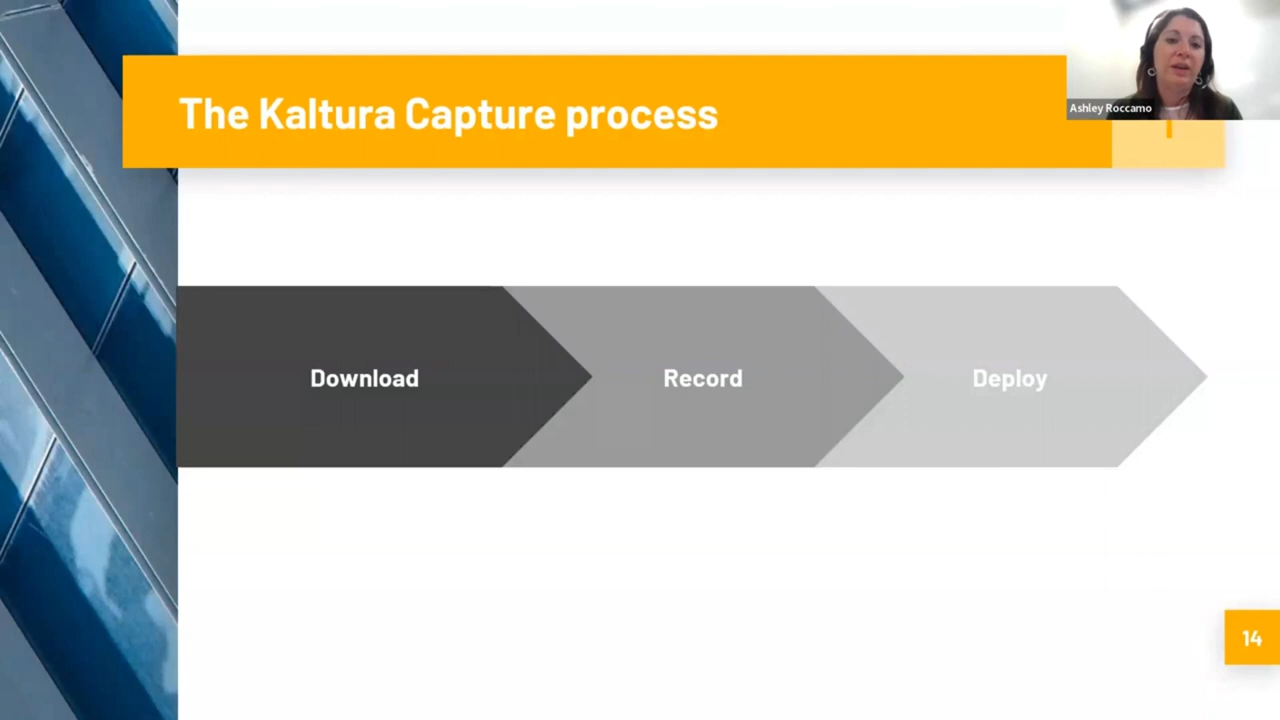 The Kaltura Capture process
Ashley Roccamo
Download
Record
Deploy
14